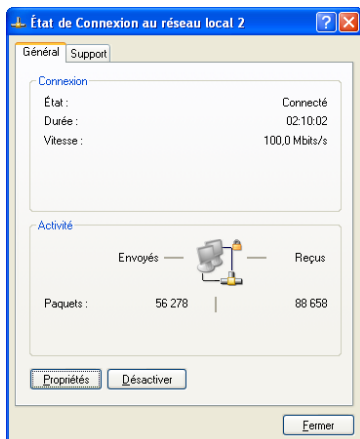 État de Connexion au réseau local 2
Général Support
Connexion
État : Connecté
Durée : 02:10:02
Vitesse : 100,0 Mbits/s
Activité
Envoyés Reçus
Paquets : 56 278 88 658
Propriétés Désactiver
Fermer